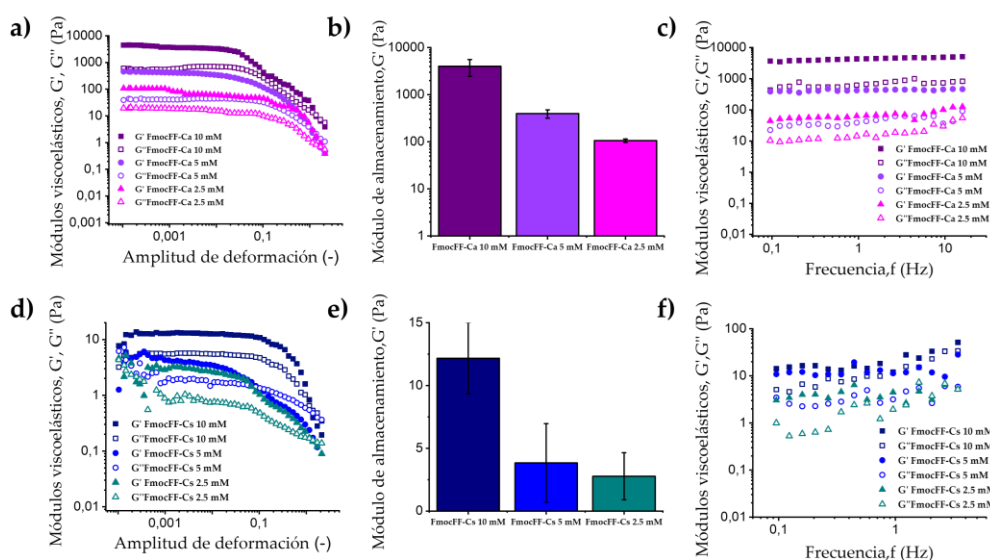 a)
Módulos viscoelásticos, G', G'' (Pa)
10000
1000
100
10
1
0,1
0,01
0,001
G' FmocFF-Ca 10 mM
G''FmocFF-Ca 10 mM
G' FmocFF-Ca 5 mM
G''FmocFF-Ca 5 mM
G' FmocFF-Ca 2.5 mM
G''FmocFF-Ca 2.5 mM
0,001
0,1
Amplitud de deformación (-)
b)
Módulo de almacenamiento,G' (Pa)
10000
1000
100
1
FmocFF-Ca 10 mM
FmocFF-Ca 5 mM
FmocFF-Ca 2.5 mM
c)
Módulos viscoelásticos, G',G'' (Pa)
10000
1000
100
10
1
0,1
0,01
G' FmocFF-Ca 10 mM
G''FmocFF-Ca 10 mM
G' FmocFF-Ca 5 mM
G''FmocFF-Ca 5 mM
G' FmocFF-Ca 2.5 mM
G''FmocFF-Ca 2.5 mM
0,1
1
10
Frecuencia,f (Hz)
d)
Módulos viscoelásticos, G', G'' (Pa)
10
1
0,1
0,01
G' FmocFF-Cs 10 mM
G''FmocFF-Cs 10 mM
G' FmocFF-Cs 5 mM
G''FmocFF-Cs 5 mM
G' FmocFF-Cs 2.5 mM
G''FmocFF-Cs 2.5 mM
0,001
0,1
Amplitud de deformación (-)
e)
Módulo de almacenamiento,G' (Pa)
15
10
5
0
FmocFF-Cs 10 mM
FmocFF-Cs 5 mM
FmocFF-Cs 2.5 mM
f)
Módulos viscoelásticos, G',G'' (Pa)
100
10
1
0,1
0,01
G' FmocFF-Cs 10 mM
G''FmocFF-Cs 10 mM
G' FmocFF-Cs 5 mM
G''FmocFF-Cs 5 mM
G' FmocFF-Cs 2.5 mM
G''FmocFF-Cs 2.5 mM
0,1
1
Frecuencia,f (Hz)